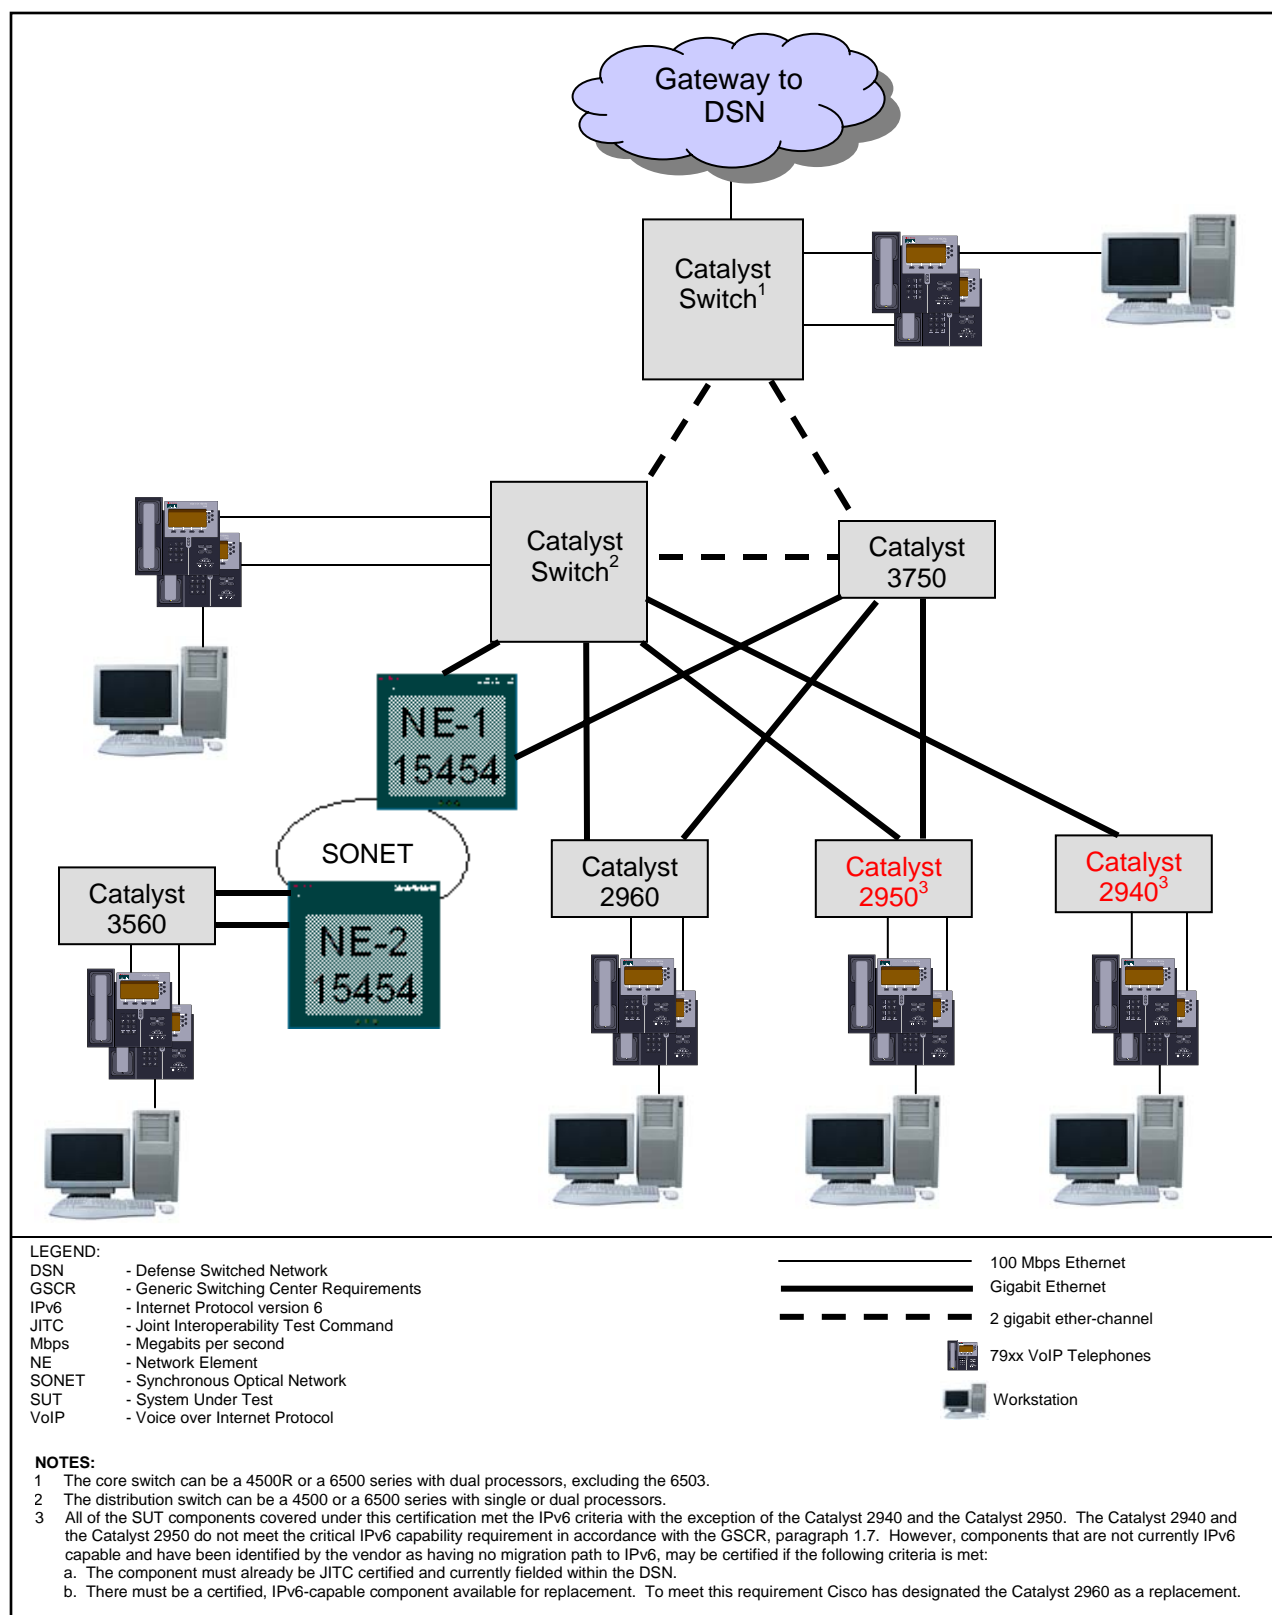 Gateway to
DSN
Catalyst
Switch1
Catalyst
Switch2
Catalyst
3750
NE-1
15454
SONET
Catalyst
3560
NE-2
15454
Catalyst
2960
Catalyst
29503
Catalyst
29403
LEGEND:
DSN - Defense Switched Network
GSCR - Generic Switching Center Requirements
IPv6 - Internet Protocol version 6
JITC - Joint Interoperability Test Command
Mbps - Megabits per second
NE - Network Element
SONET - Synchronous Optical Network
SUT - System Under Test
VoIP - Voice over Internet Protocol
100 Mbps Ethernet
Gigabit Ethernet
2 gigabit ether-channel
79xx VoIP Telephones
Workstation
NOTES:
1 The core switch can be a 4500R or a 6500 series with dual processors, excluding the 6503.
2 The distribution switch can be a 4500 or a 6500 series with single or dual processors.
3 All of the SUT components covered under this certification met the IPv6 criteria with the exception of the Catalyst 2940 and the Catalyst 2950. The Catalyst 2940 and
the Catalyst 2950 do not meet the critical IPv6 capability requirement in accordance with the GSCR, paragraph 1.7. However, components that are not currently IPv6
capable and have been identified by the vendor as having no migration path to IPv6, may be certified if the following criteria is met:
a. The component must already be JITC certified and currently fielded within the DSN.
b. There must be a certified, IPv6-capable component available for replacement. To meet this requirement Cisco has designated the Catalyst 2960 as a replacement.